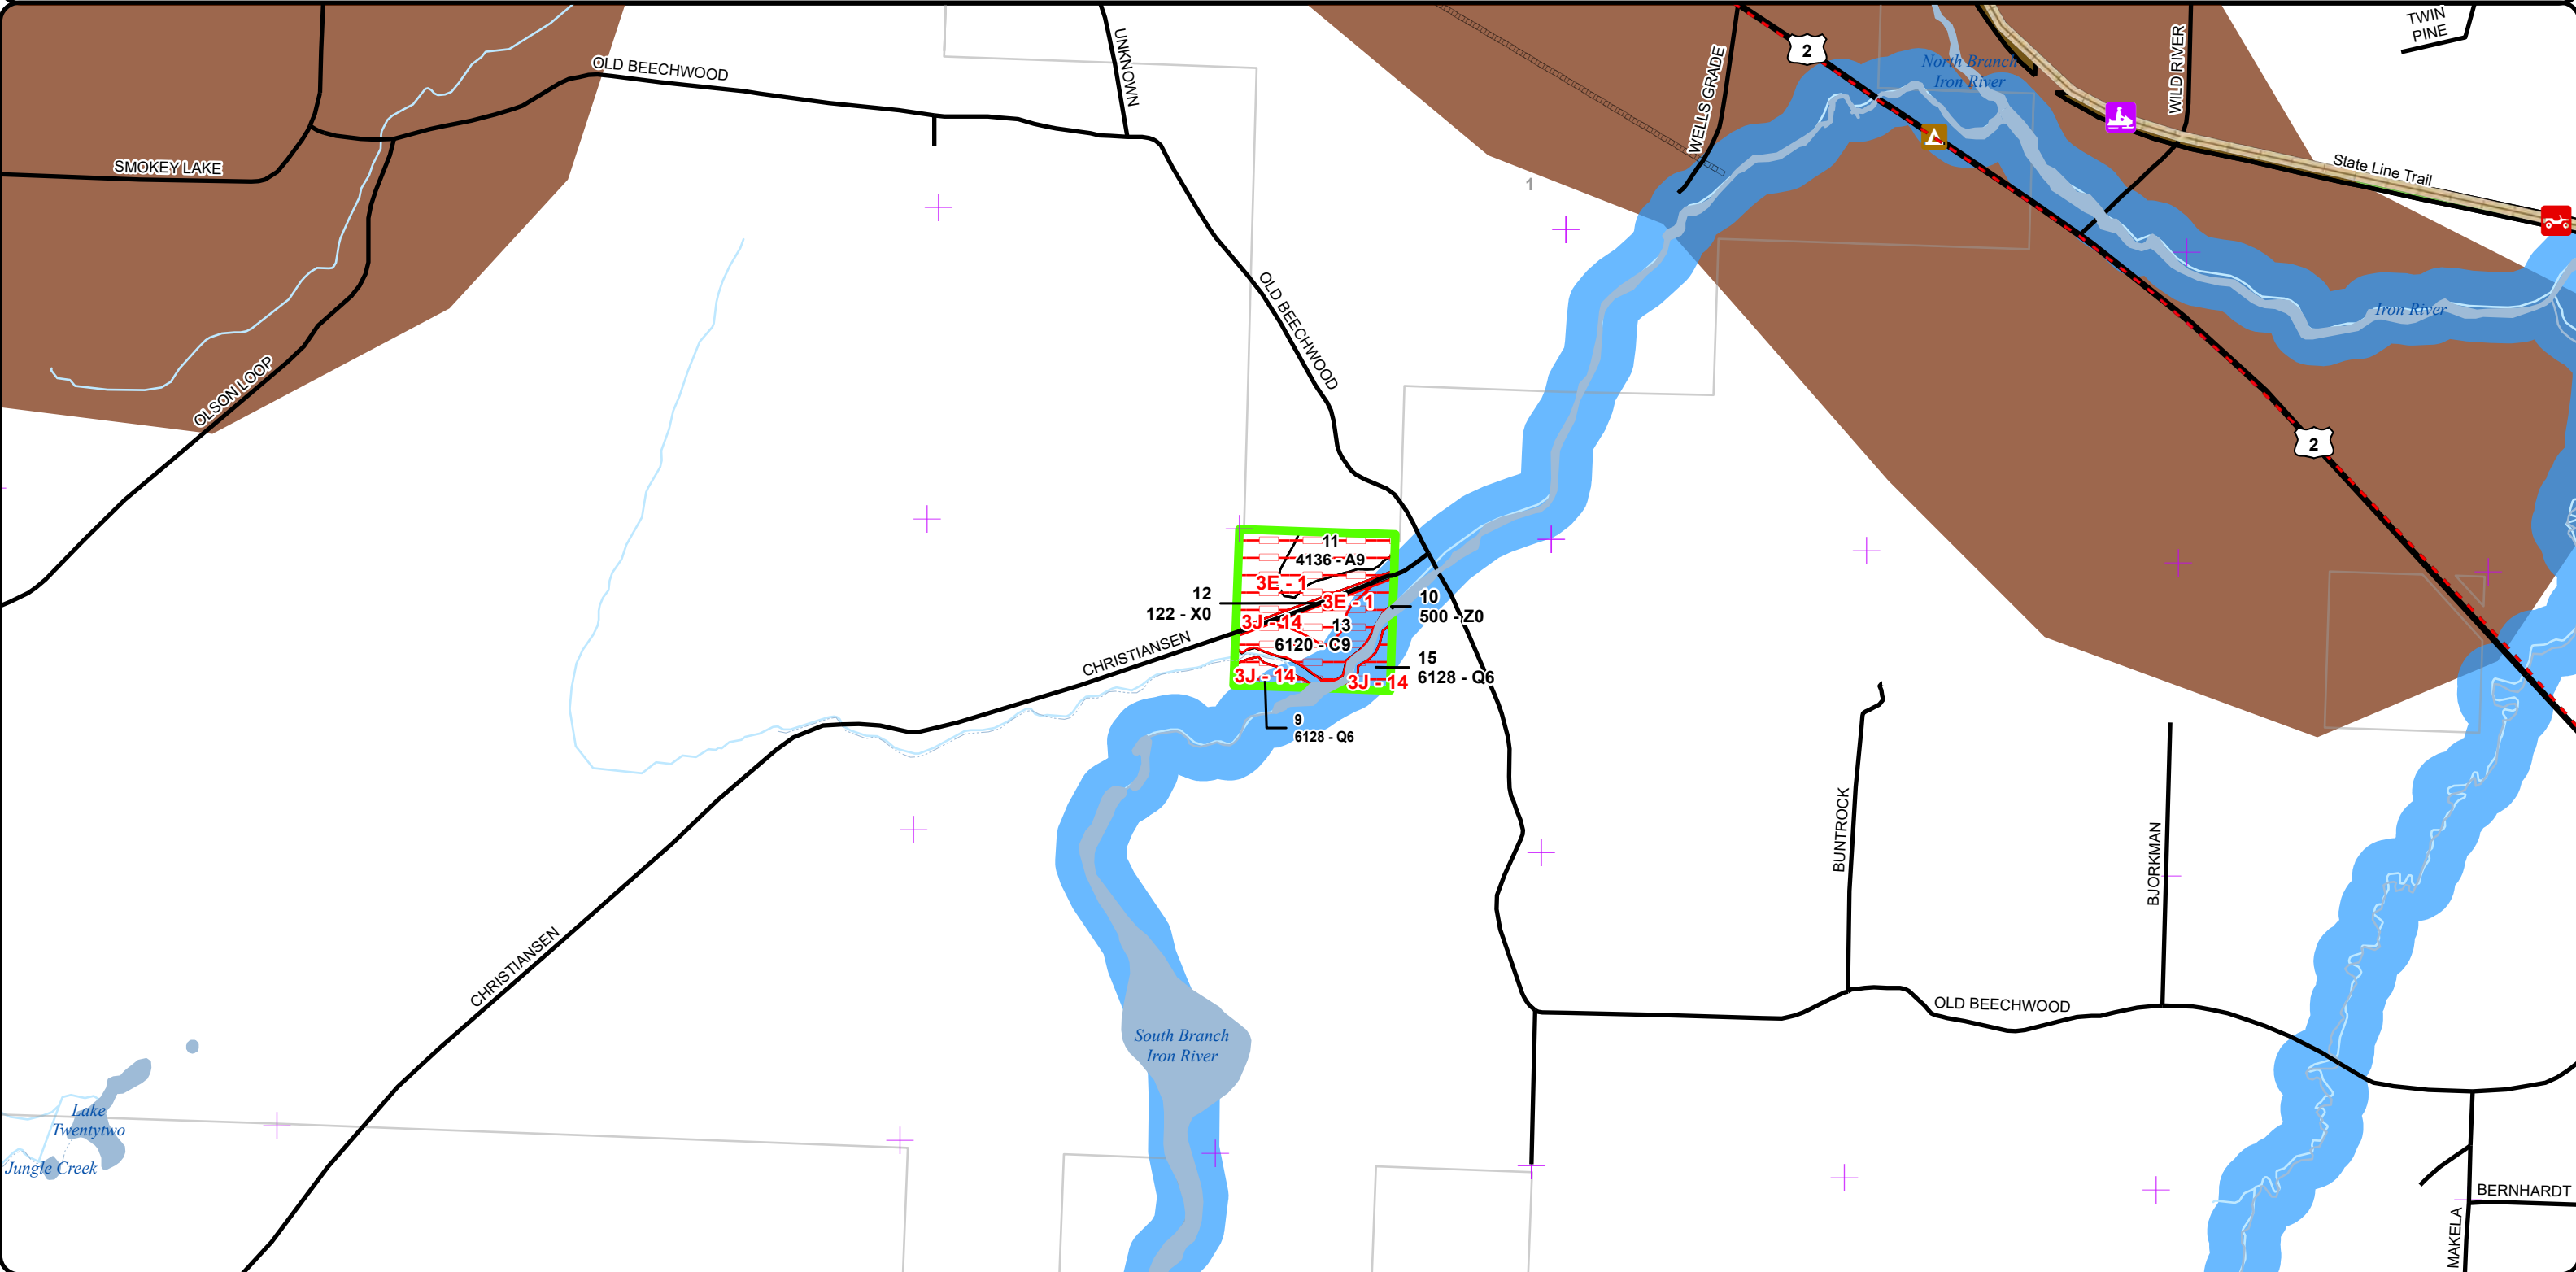 TWIN
PINE
UNKNOWN
WILD RIVER
2
WELLS GRADE
OLD BEECHWOOD
North Branch
Iron River
SMOKEY LAKE
State Line Trail
1
OLD BEECHWOOD
Iron River
OLSON LOOP
2
11
4136 - A9
3E - 1
12
122 - X0
3E - 1
10
500 - Z0
3J - 14
13
6120 - C9
CHRISTIANSEN
15
6128 - Q6
3J - 14
3J - 14
9
6128 - Q6
BUNTROCK
BJORKMAN
CHRISTIANSEN
OLD BEECHWOOD
South Branch
Iron River
Lake
Twentytwo
Jungle Creek
BERNHARDT
MAKELA